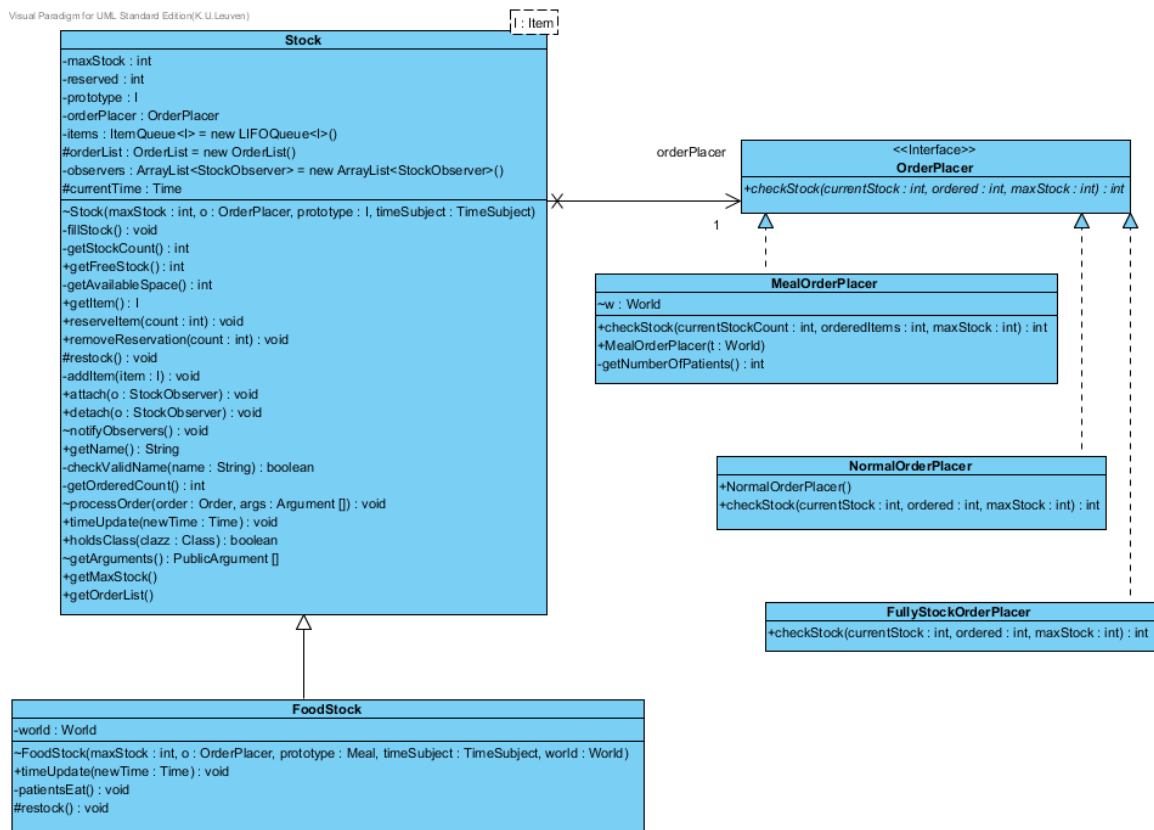 Visual Paradigm for UML Standard Edition(K.U.Leuven)
I : Item
Stock
-maxStock : int
-reserved : int
-prototype : I
-orderPlacer : OrderPlacer
-items : ItemQueue<I> = new LIFOQueue<I>()
#orderList : OrderList = new OrderList()
-observers : ArrayList<StockObserver> = new ArrayList<StockObserver>()
#currentTime : Time
~Stock(maxStock : int, o : OrderPlacer, prototype : I, timeSubject : TimeSubject)
-fillStock() : void
-getStockCount() : int
+getFreeStock() : int
-getAvailableSpace() : int
+getItem() : I
+reserveItem(count : int) : void
+removeReservation(count : int) : void
#restock() : void
-addItem(item : I) : void
+attach(o : StockObserver) : void
+detach(o : StockObserver) : void
~notifyObservers() : void
+getName() : String
-checkValidName(name : String) : boolean
-getOrderedCount() : int
~processOrder(order : Order, args : Argument []) : void
+timeUpdate(newTime : Time) : void
+holdsClass(clazz : Class) : boolean
~getArguments() : PublicArgument []
+getMaxStock()
+getOrderList()
orderPlacer
1
<<Interface>>
OrderPlacer
+checkStock(currentStock : int, ordered : int, maxStock : int) : int
MealOrderPlacer
~w : World
+checkStock(currentStockCount : int, orderedItems : int, maxStock : int) : int
+MealOrderPlacer(t : World)
-getNumberOfPatients() : int
NormalOrderPlacer
+NormalOrderPlacer()
+checkStock(currentStock : int, ordered : int, maxStock : int) : int
FullyStockOrderPlacer
+checkStock(currentStock : int, ordered : int, maxStock : int) : int
FoodStock
-world : World
~FoodStock(maxStock : int, o : OrderPlacer, prototype : Meal, timeSubject : TimeSubject, world : World)
+timeUpdate(newTime : Time) : void
-patientsEat() : void
#restock() : void